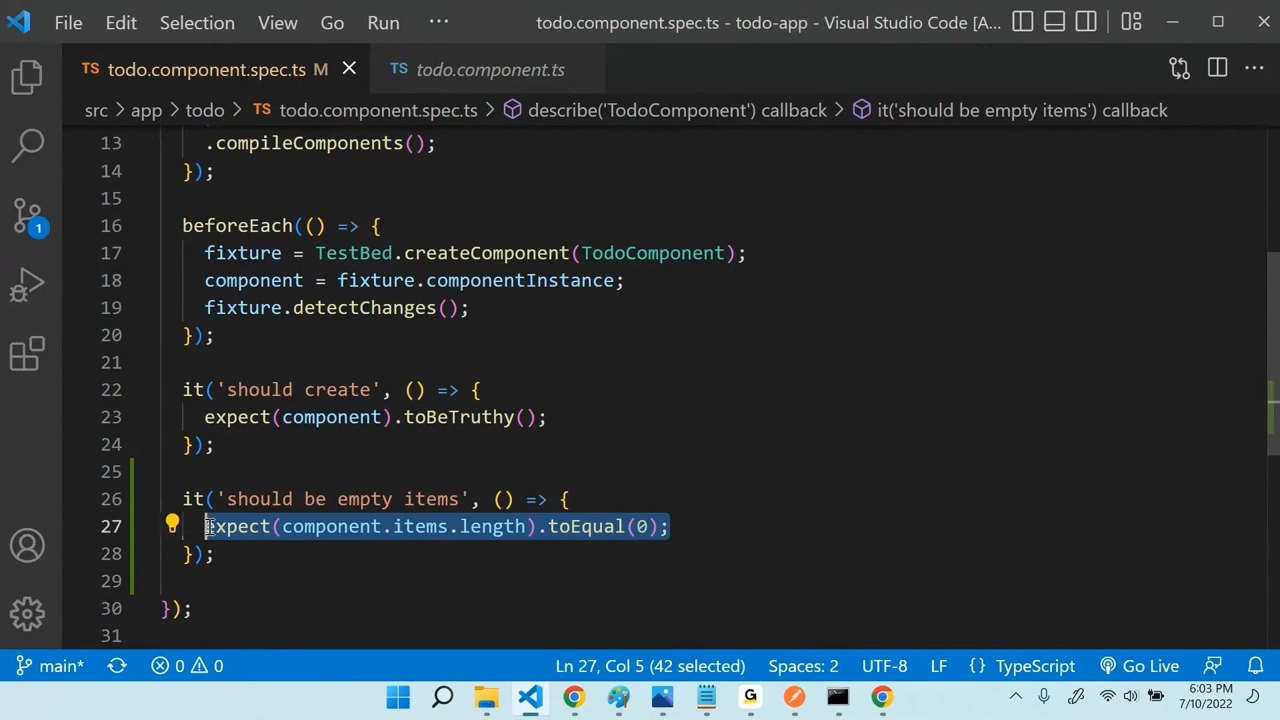 File Edit Selection View Go Run ··· todo.component.spec.ts - todo-app - Visual Studio Code [A...
TS todo.component.spec.ts M TS todo.component.ts
src > app > todo > TS todo.component.spec.ts > describe('TodoComponent') callback > it('should be empty items') callback
13 .compileComponents();
14 });
15
16 beforeEach(() => {
17 fixture = TestBed.createComponent(TodoComponent);
18 component = fixture.componentInstance;
19 fixture.detectChanges();
20 });
21
22 it('should create', () => {
23 expect(component).toBeTruthy();
24 });
25
26 it('should be empty items', () => {
27 expect(component.items.length).toEqual(0);
28 });
29
30 });
31
1
main* 0 0 Ln 27, Col 5 (42 selected) Spaces: 2 UTF-8 LF {} TypeScript Go Live
G
6:03 PM
7/10/2022